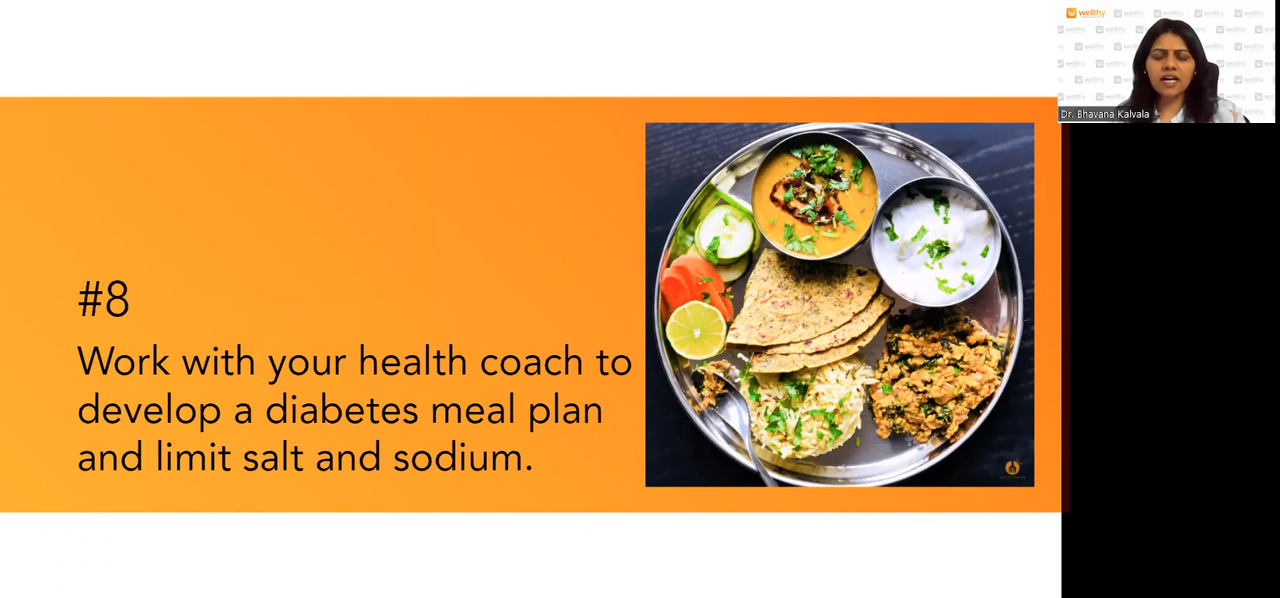 #8
Work with your health coach to
develop a diabetes meal plan
and limit salt and sodium.
wellthy
Dr. Bhavana Kalvala